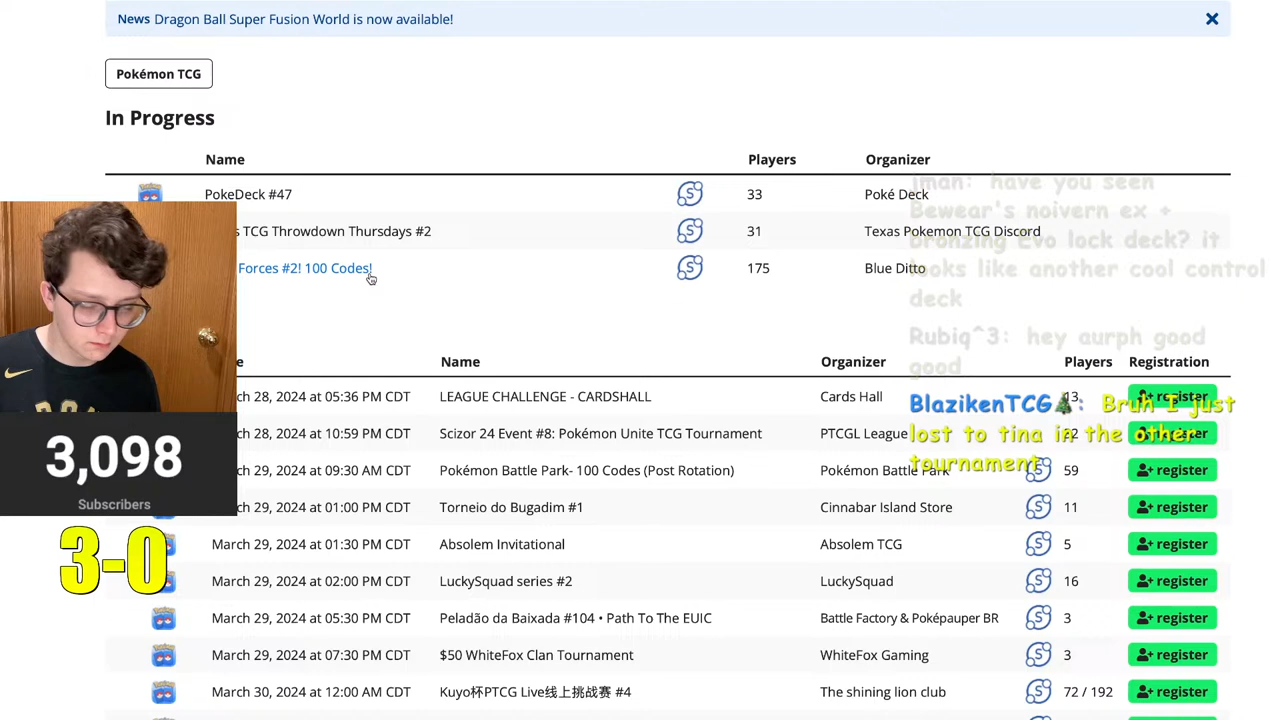 News Dragon Ball Super Fusion World is now available!
Pokémon TCG
In Progress
Name Players Organizer
PokeDeck #47 33 Poké Deck
TCG Throwdown Thursdays #2 31 Texas Pokemon TCG Discord
Forces #2! 100 Codes! 175 Blue Ditto
Name Organizer Players Registration
28, 2024 at 05:36 PM CDT LEAGUE CHALLENGE - CARDSHALL Cards Hall 13 register
28, 2024 at 10:59 PM CDT Scizor 24 Event #8: Pokémon Unite TCG Tournament PTCGL League register
29, 2024 at 09:30 AM CDT Pokémon Battle Park- 100 Codes (Post Rotation) Pokémon Battle Park 59 register
29, 2024 at 01:00 PM CDT Torneio do Bugadim #1 Cinnabar Island Store 11 register
March 29, 2024 at 01:30 PM CDT Absolem Invitational Absolem TCG 5 register
March 29, 2024 at 02:00 PM CDT LuckySquad series #2 LuckySquad 16 register
March 29, 2024 at 05:30 PM CDT Peladão da Baixada #104 • Path To The EUIC Battle Factory & Poképauper BR 3 register
March 29, 2024 at 07:30 PM CDT $50 WhiteFox Clan Tournament WhiteFox Gaming 3 register
March 30, 2024 at 12:00 AM CDT Kuyo杯PTCG Live线上挑战赛 #4 The shining lion club 72 / 192 register
3,098
Subscribers
3-0
iman: have you seen
Bewear's noivern ex +
bronzing Evo lock deck? it
looks like another cool control
deck
Rubiq^3: hey aurph good
good
BlazikenTCG🎄: Bruh I just
lost to tina in the other
tournament